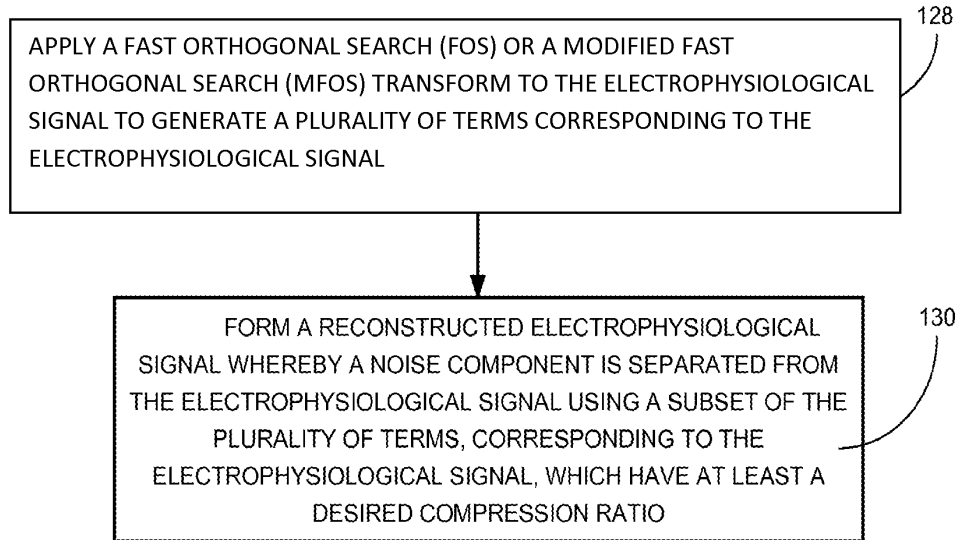 128
APPLY A FAST ORTHOGONAL SEARCH (FOS) OR A MODIFIED FAST
ORTHOGONAL SEARCH (MFOS) TRANSFORM TO THE ELECTROPHYSIOLOGICAL
SIGNAL TO GENERATE A PLURALITY OF TERMS CORRESPONDING TO THE
ELECTROPHYSIOLOGICAL SIGNAL
130
FORM A RECONSTRUCTED ELECTROPHYSIOLOGICAL
SIGNAL WHEREBY A NOISE COMPONENT IS SEPARATED FROM
THE ELECTROPHYSIOLOGICAL SIGNAL USING A SUBSET OF THE
PLURALITY OF TERMS, CORRESPONDING TO THE
ELECTROPHYSIOLOGICAL SIGNAL, WHICH HAVE AT LEAST A
DESIRED COMPRESSION RATIO